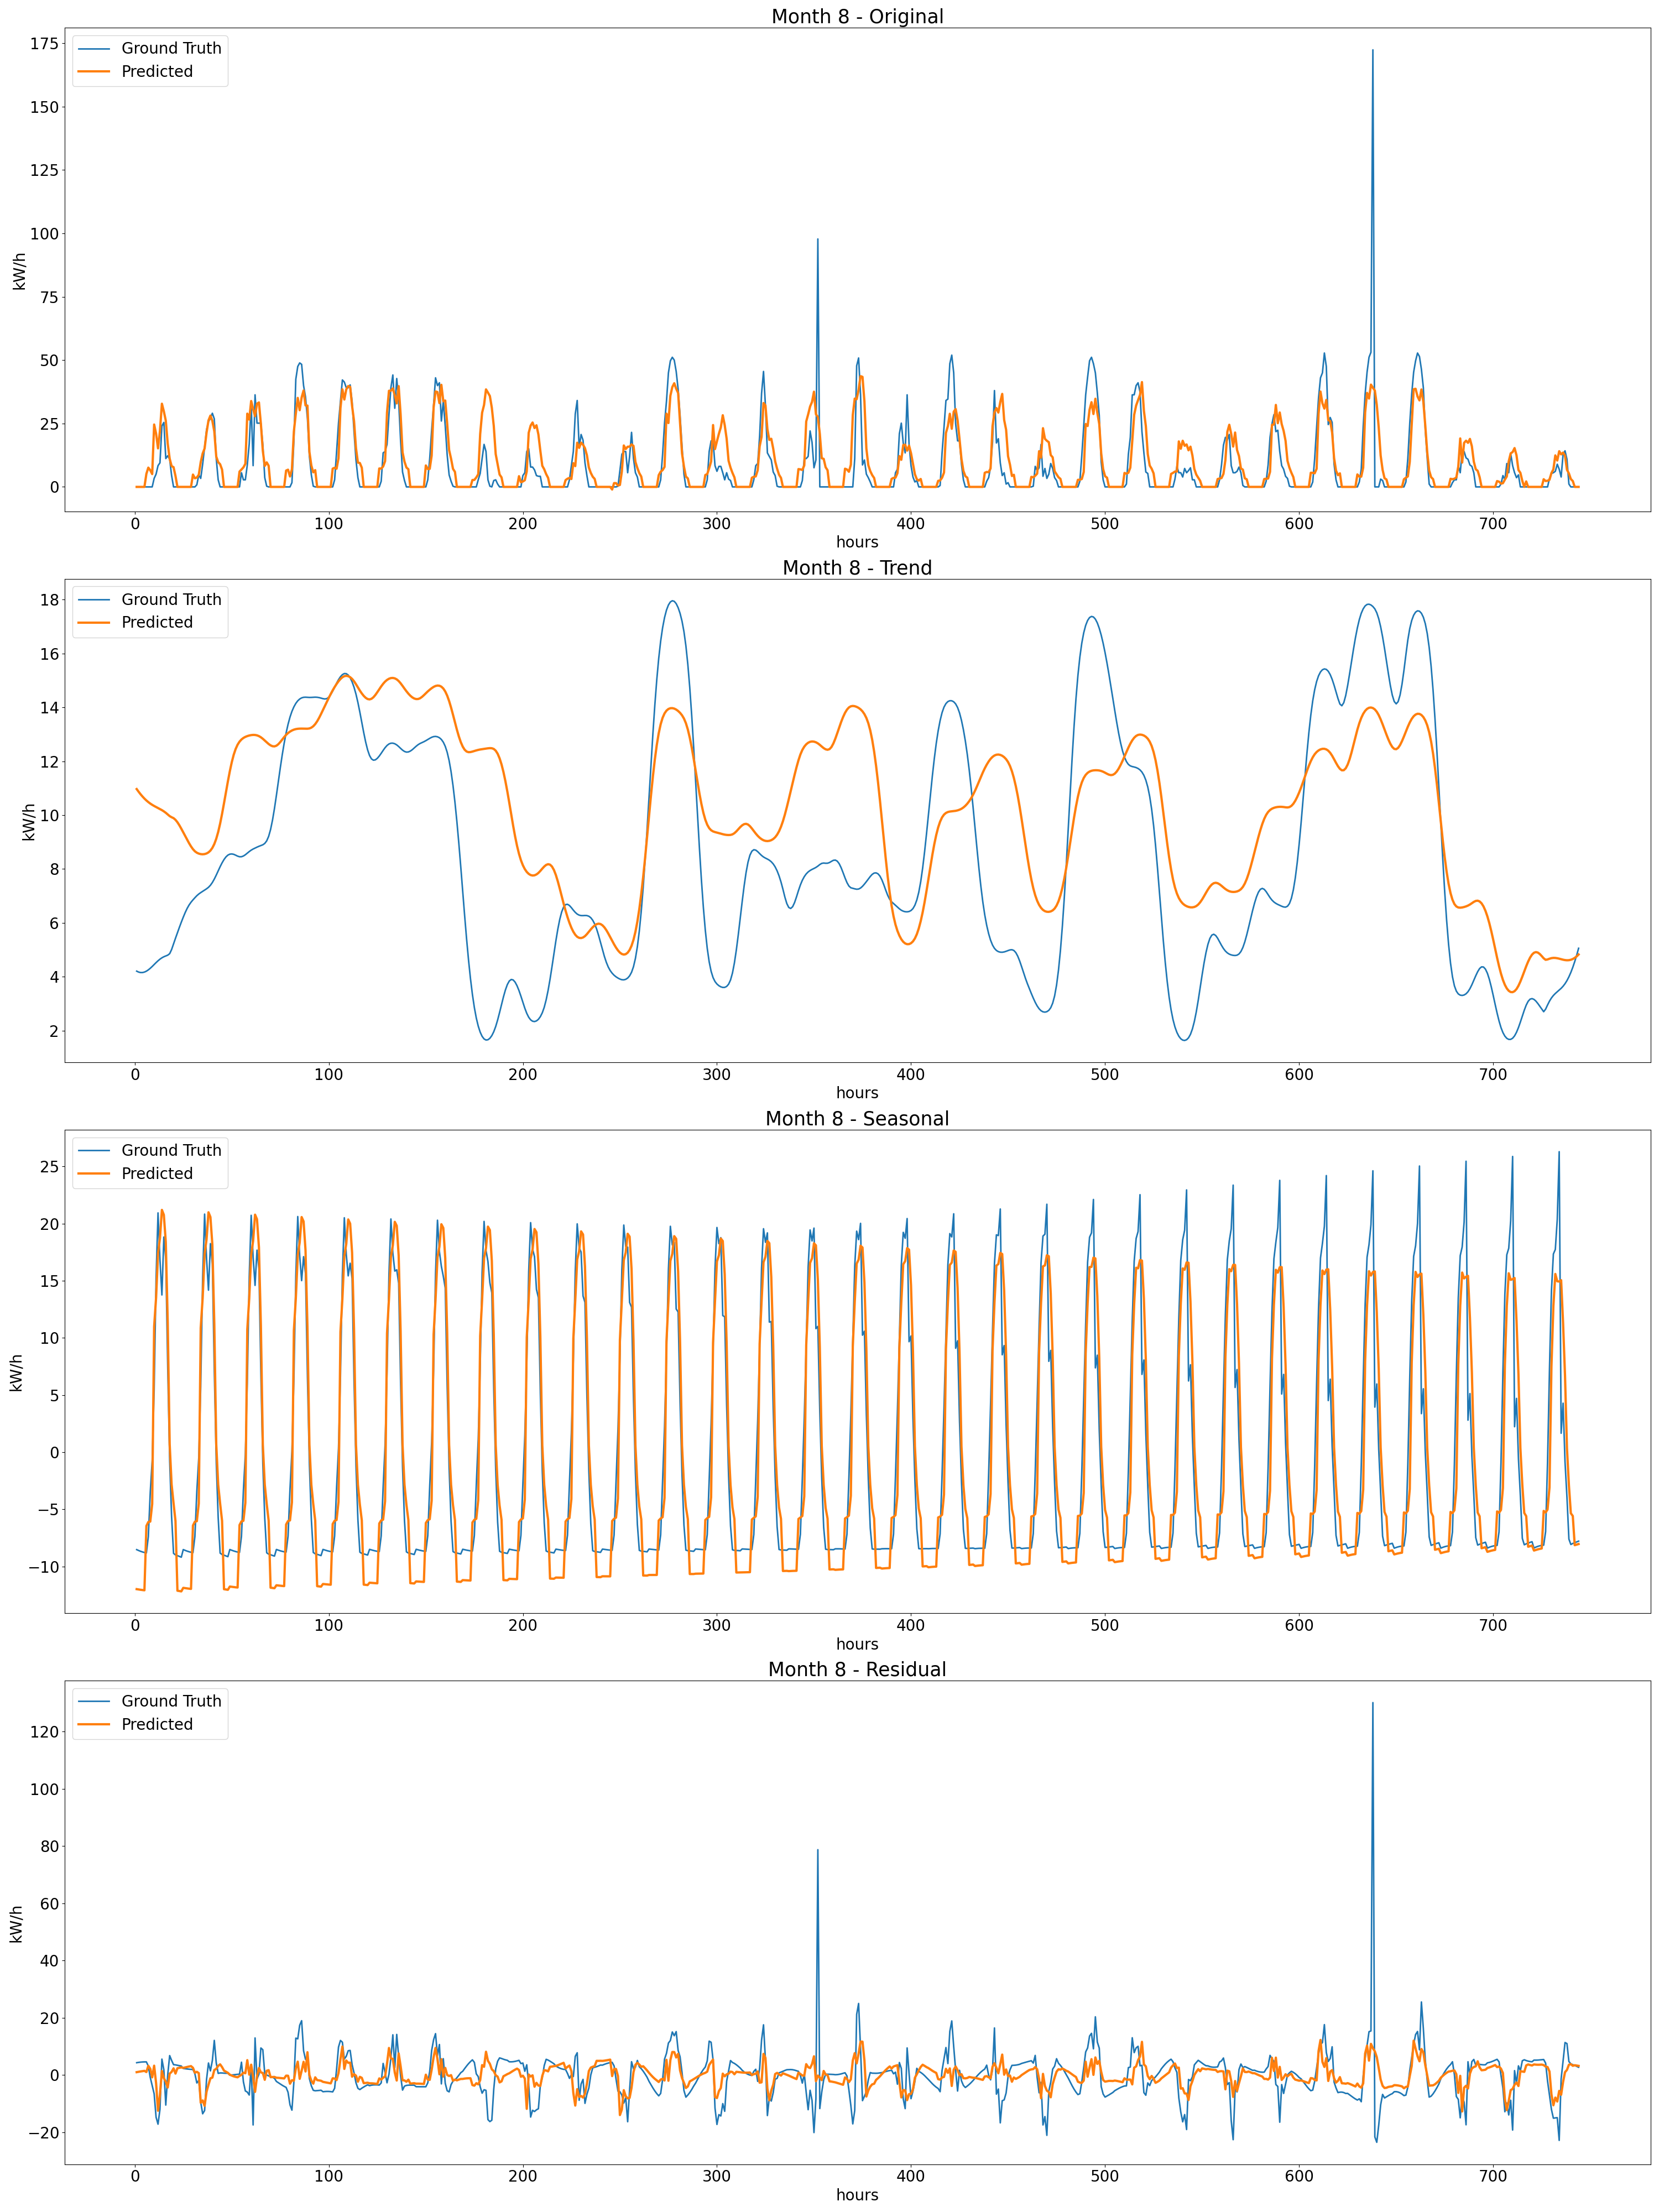 Month 8 - Original
Ground Truth
Predicted
kW/h
175
150
125
100
75
50
25
0
0 100 200 300 400 500 600 700
hours
Month 8 - Trend
Ground Truth
Predicted
kW/h
18
16
14
12
10
8
6
4
2
0 100 200 300 400 500 600 700
hours
Month 8 - Seasonal
Ground Truth
Predicted
kW/h
25
20
15
10
5
0
−5
−10
0 100 200 300 400 500 600 700
hours
Month 8 - Residual
Ground Truth
Predicted
kW/h
120
100
80
60
40
20
0
−20
0 100 200 300 400 500 600 700
hours